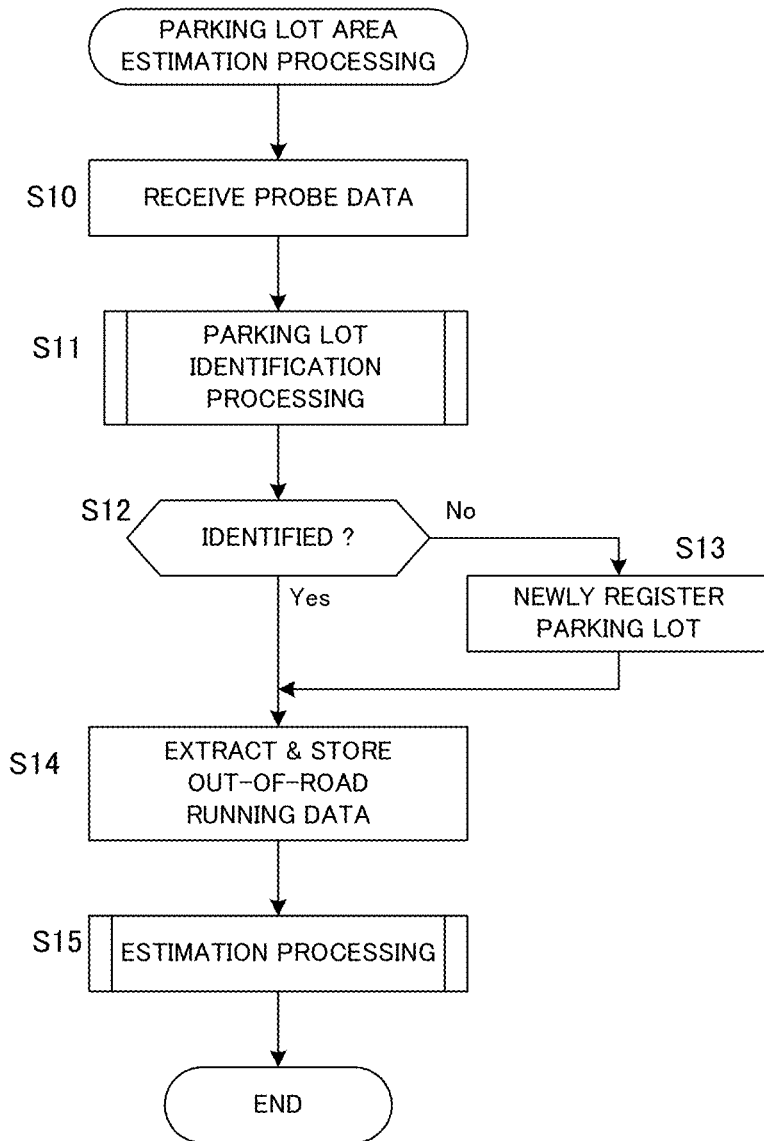 PARKING LOT AREA
ESTIMATION PROCESSING
S10
RECEIVE PROBE DATA
S11
PARKING LOT
IDENTIFICATION
PROCESSING
S12
IDENTIFIED ?
No
Yes
S13
NEWLY REGISTER
PARKING LOT
S14
EXTRACT & STORE
OUT-OF-ROAD
RUNNING DATA
S15
ESTIMATION PROCESSING
END